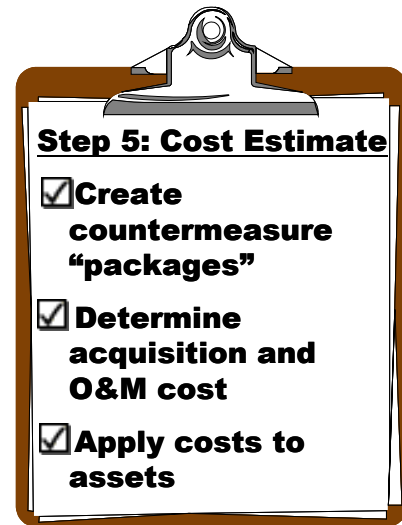 Step 5: Cost Estimate
Create
countermeasure
“packages”
Determine
acquisition and
O&M cost
Apply costs to
assets